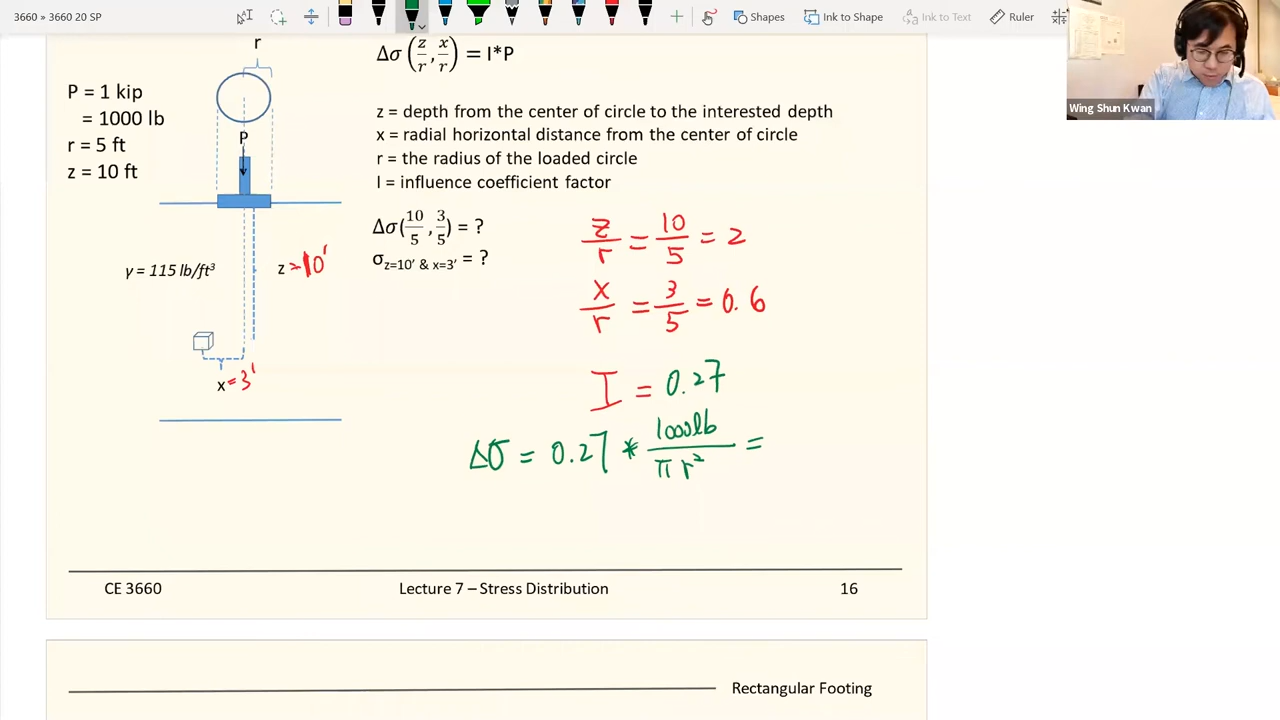 3660 » 3660 20 SP
Shapes
Ink to Shape
Ink to Text
Ruler
Wing Shun Kwan
r
Δσ (z/r , x/r) = I*P
P = 1 kip
= 1000 lb
r = 5 ft
z = 10 ft
P
z = depth from the center of circle to the interested depth
x = radial horizontal distance from the center of circle
r = the radius of the loaded circle
I = influence coefficient factor
Δσ(10/5 , 3/5) = ?
σz=10' & x=3' = ?
z/r = 10/5 = 2
x/r = 3/5 = 0.6
γ = 115 lb/ft³
z = 10'
x = 3'
I = 0.27
Δσ = 0.27 * 1000lb/πr² =
CE 3660
Lecture 7 – Stress Distribution
16
Rectangular Footing